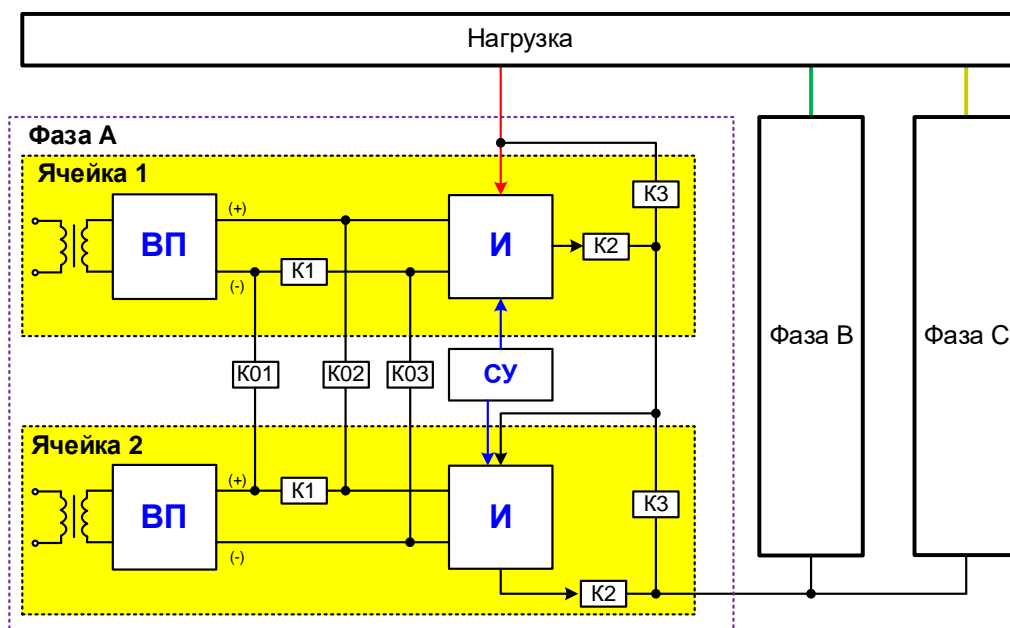 Нагрузка
Фаза А
Ячейка 1
ВП
(+)
(-)
К1
И
К2
К3
К01
К02
К03
СУ
Ячейка 2
ВП
(+)
(-)
К1
И
К2
К3
Фаза В
Фаза С